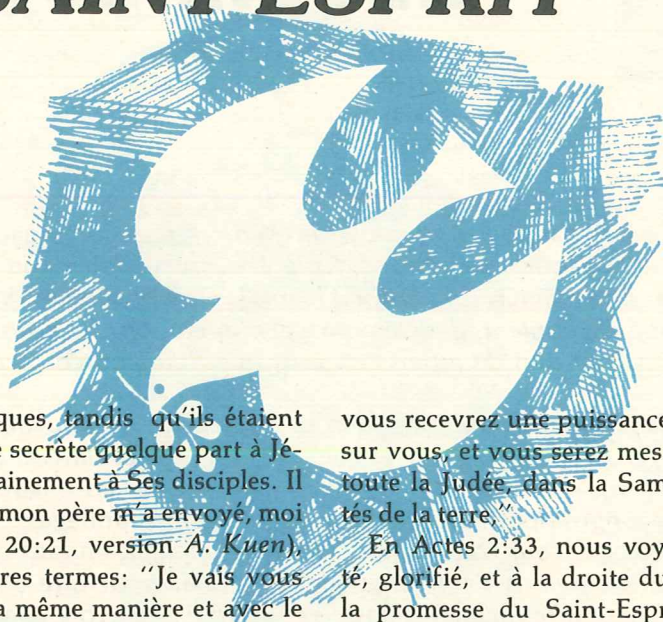 SAINT-ESPRIT
ques, tandis qu'ils étaient
e secrète quelque part à Jé-
ainement à Ses disciples. Il
mon père m'a envoyé, moi
20:21, version A. Kuen),
res termes: "Je vais vous
a même manière et avec le
vous recevrez une puissance
sur vous, et vous serez mes
toute la Judée, dans la Sam
tés de la terre,"
En Actes 2:33, nous voy
té, glorifié, et à la droite du
la promesse du Saint-Espr